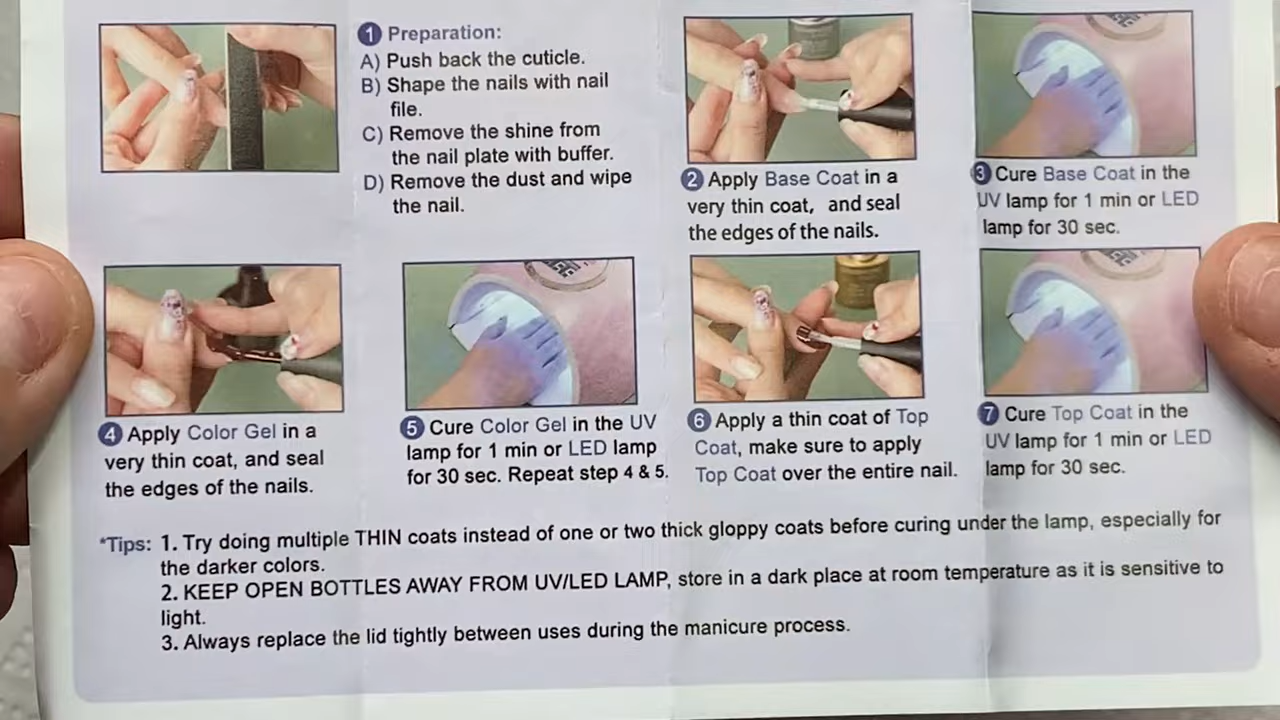 1 Preparation:
A) Push back the cuticle.
B) Shape the nails with nail
file.
C) Remove the shine from
the nail plate with buffer.
D) Remove the dust and wipe
the nail.
2 Apply Base Coat in a
very thin coat, and seal
the edges of the nails.
3 Cure Base Coat in the
UV lamp for 1 min or LED
lamp for 30 sec.
4 Apply Color Gel in a
very thin coat, and seal
the edges of the nails.
5 Cure Color Gel in the UV
lamp for 1 min or LED lamp
for 30 sec. Repeat step 4 & 5.
6 Apply a thin coat of Top
Coat, make sure to apply
Top Coat over the entire nail.
7 Cure Top Coat in the
UV lamp for 1 min or LED
lamp for 30 sec.
*Tips: 1. Try doing multiple THIN coats instead of one or two thick gloppy coats before curing under the lamp, especially for
the darker colors.
2. KEEP OPEN BOTTLES AWAY FROM UV/LED LAMP, store in a dark place at room temperature as it is sensitive to
light.
3. Always replace the lid tightly between uses during the manicure process.